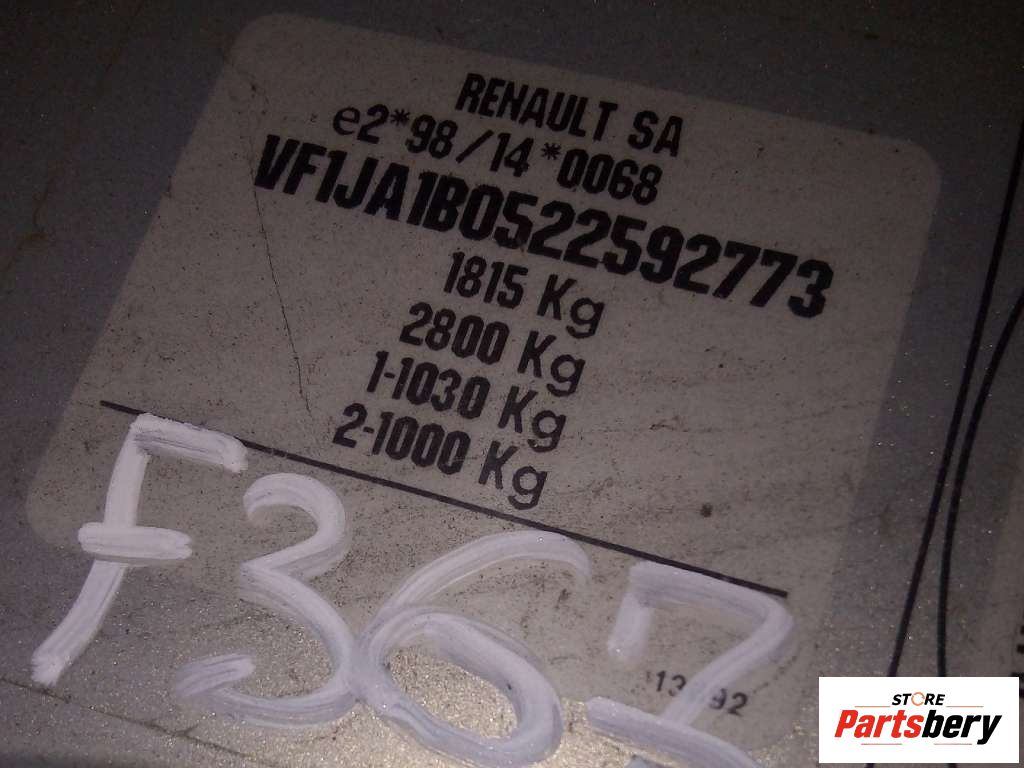 RENAULT SA
e2*98/14*0068
VF1JA1B0522592773
1815 Kg
2800 Kg
1-1030 Kg
2-1000 Kg
F367
STORE
Partsbery